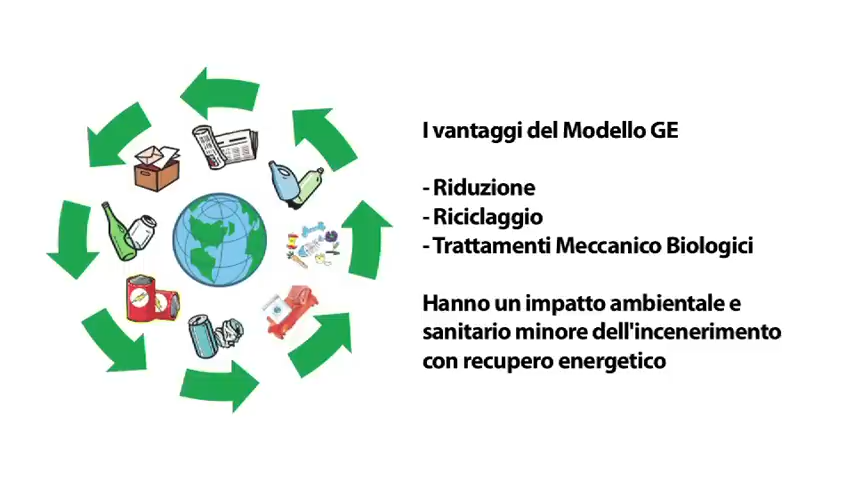 I vantaggi del Modello GE
- Riduzione
- Riciclaggio
- Trattamenti Meccanico Biologici
Hanno un impatto ambientale e
sanitario minore dell'incenerimento
con recupero energetico